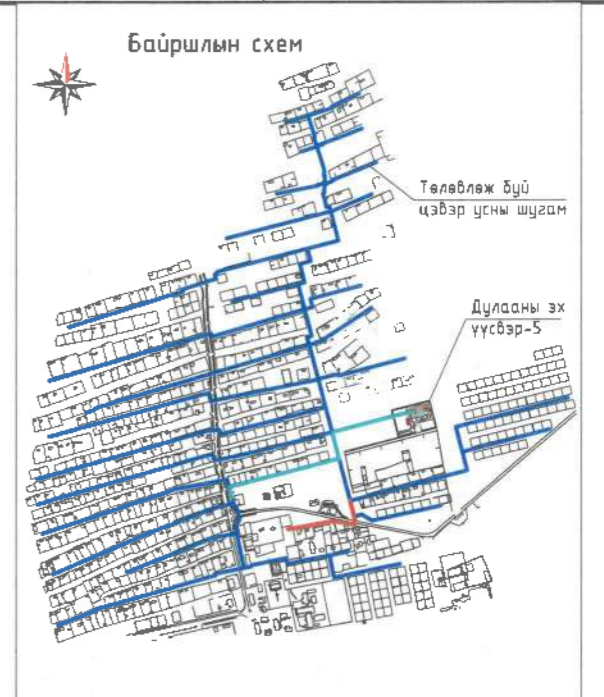 Байршлын схем
Төлөвлөж буй
цэвэр усны шугам
Дулааны эх
үүсвэр-5